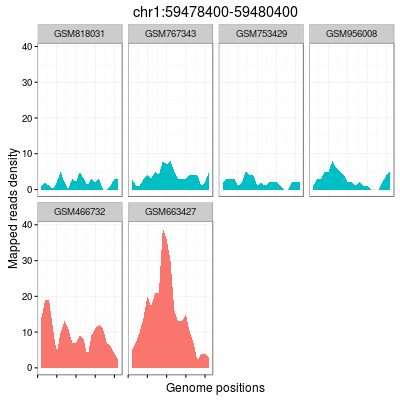 chr1:59478400-59480400
GSM818031 GSM767343 GSM753429 GSM956008
40
30
20
10
0
GSM466732 GSM663427
40
30
20
10
0
Mapped reads density
Genome positions